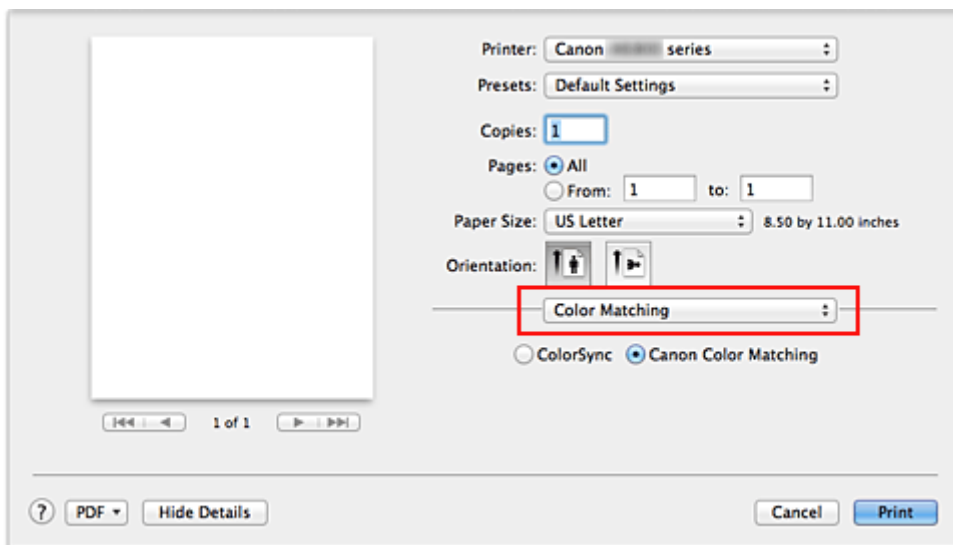 Printer: Canon series
Presets: Default Settings
Copies: 1
Pages: All
From: 1 to: 1
Paper Size: US Letter 8.50 by 11.00 inches
Orientation:
Color Matching
ColorSync Canon Color Matching
1 of 1
? PDF Hide Details Cancel Print